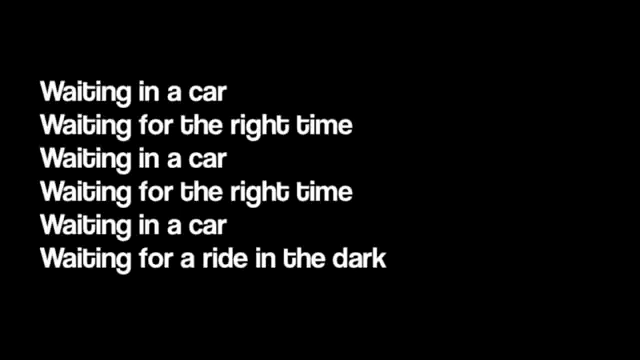 Waiting in a car
Waiting for the right time
Waiting in a car
Waiting for the right time
Waiting in a car
Waiting for a ride in the dark